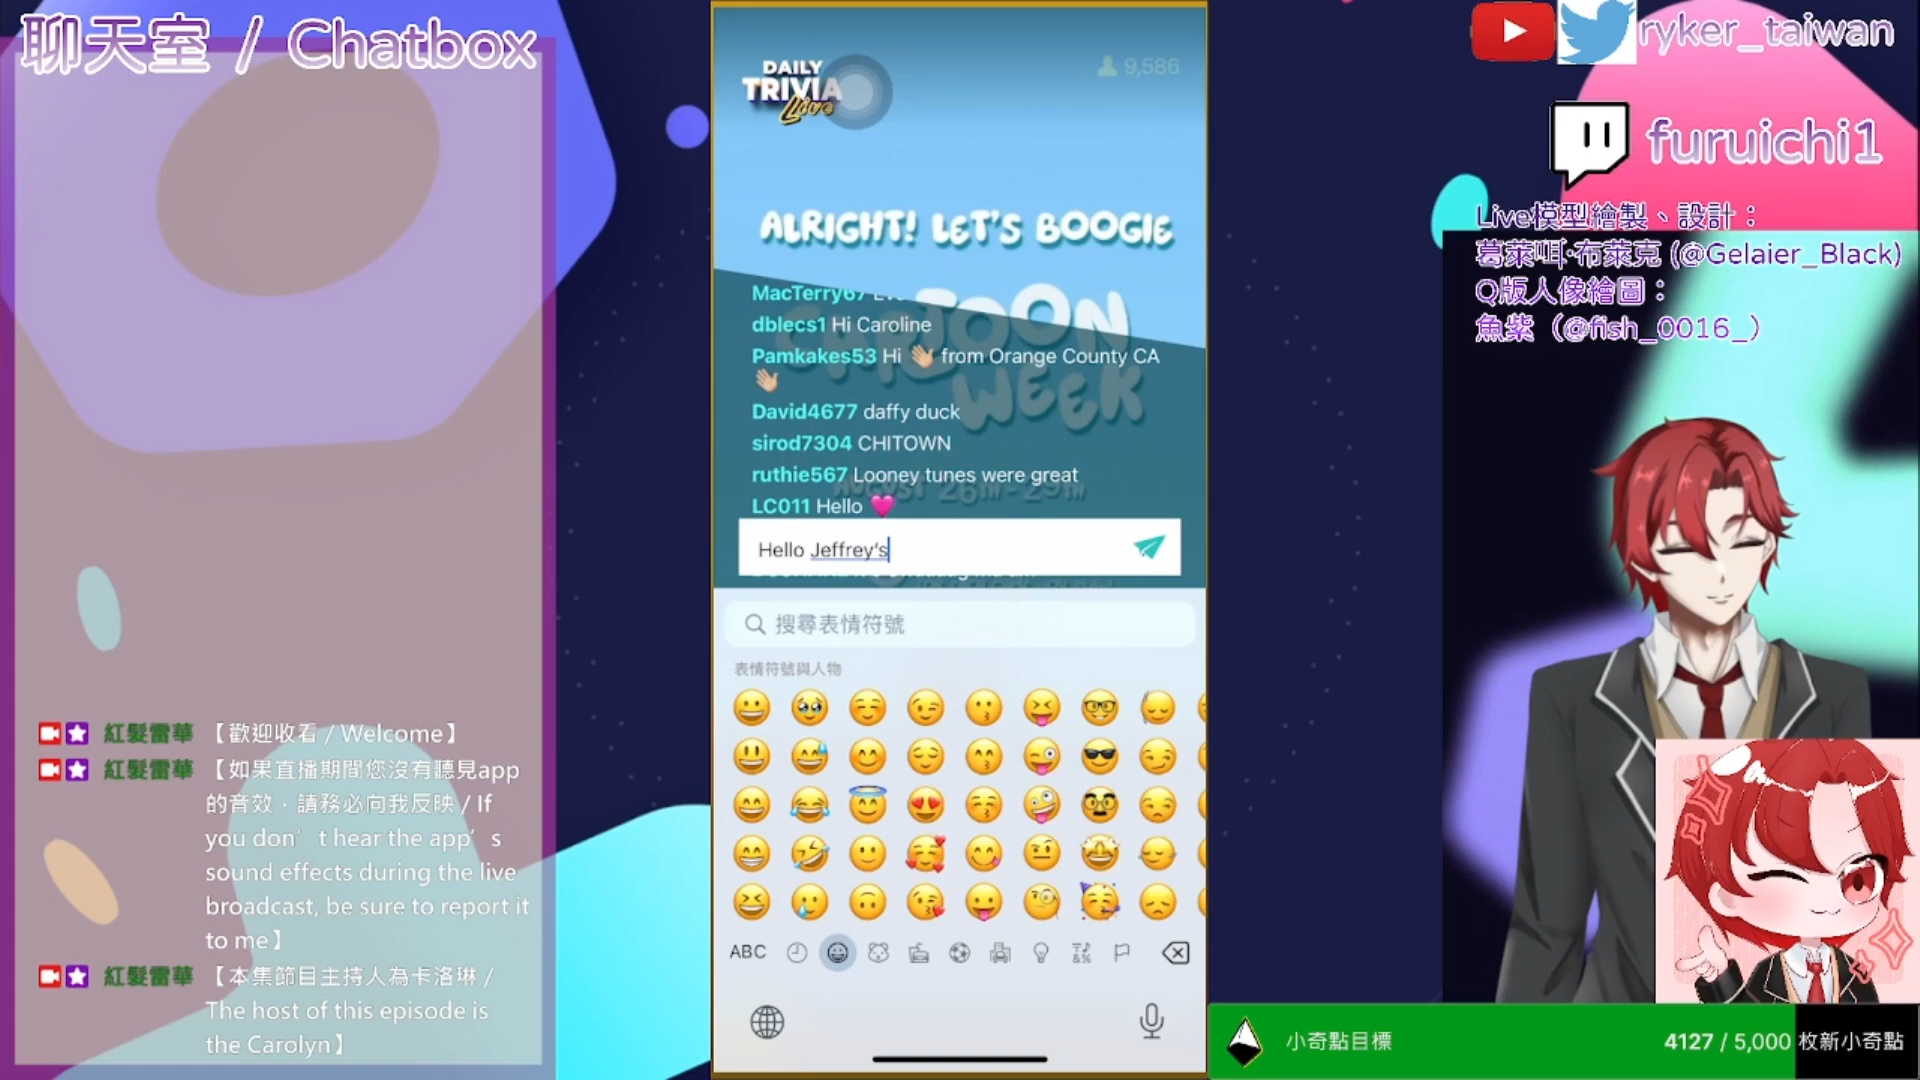 聊天室 / Chatbox
紅髮雷華 【歡迎收看 / Welcome】
紅髮雷華 【如果直播期間您沒有聽見app
的音效,請務必向我反映 / If
you don't hear the app's
sound effects during the live
broadcast, be sure to report it
to me】
紅髮雷華 【本集節目主持人為卡洛琳 /
The host of this episode is
the Carolyn】
DAILY
TRIVIA
Live
9,586
ALRIGHT! LET'S BOOGIE
CARTOON
WEEK
AUGUST 26TH-29TH
MacTerry67
dblecs1 Hi Caroline
Pamkakes53 Hi 👋🏻 from Orange County CA
👋🏻
David4677 daffy duck
sirod7304 CHITOWN
ruthie567 Looney tunes were great
LC011 Hello 💗
Hello Jeffrey's
搜尋表情符號
表情符號與人物
ABC
ryker_taiwan
furuichi1
Live模型繪製、設計:
葛萊咡·布萊克 (@Gelaier_Black)
Q版人像繪圖:
魚紫 (@fish_0016_)
小奇點目標
4127 / 5,000 枚新小奇點